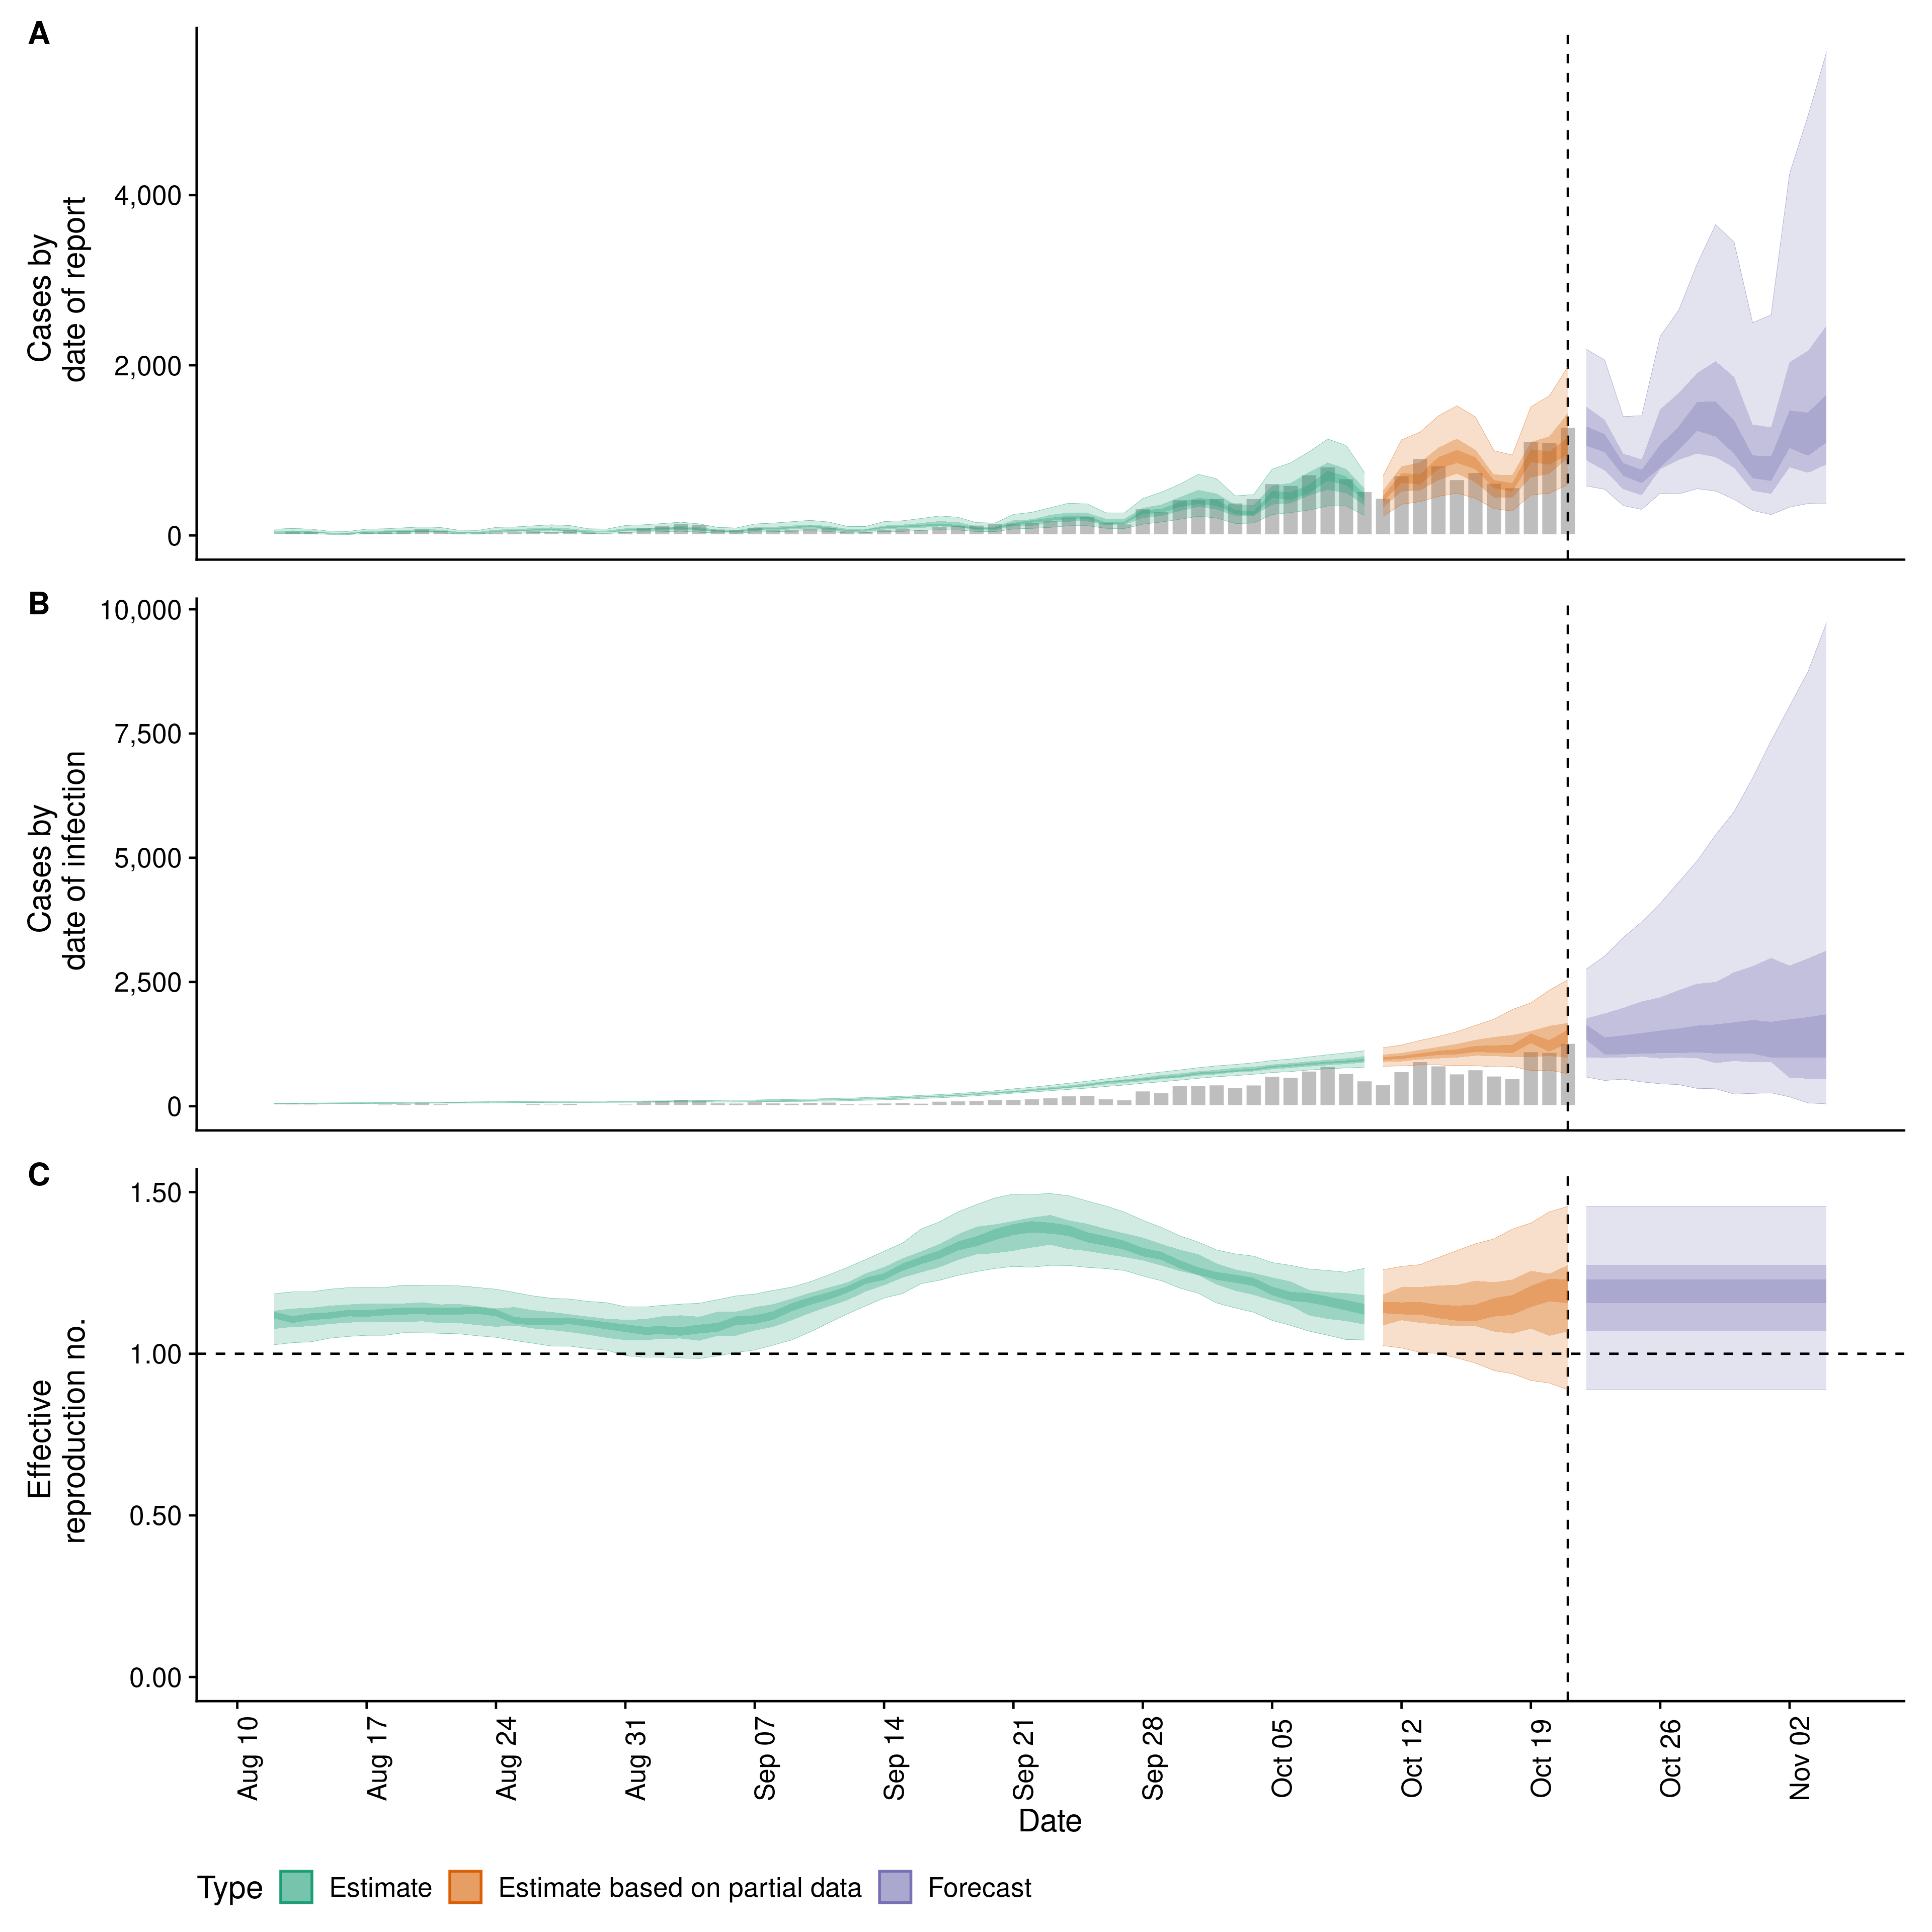 A
Cases by
date of report
4,000
2,000
0
B
Cases by
date of infection
10,000
7,500
5,000
2,500
0
C
Effective
reproduction no.
1.50
1.00
0.50
0.00
Aug 10
Aug 17
Aug 24
Aug 31
Sep 07
Sep 14
Sep 21
Sep 28
Oct 05
Oct 12
Oct 19
Oct 26
Nov 02
Date
Type Estimate Estimate based on partial data Forecast